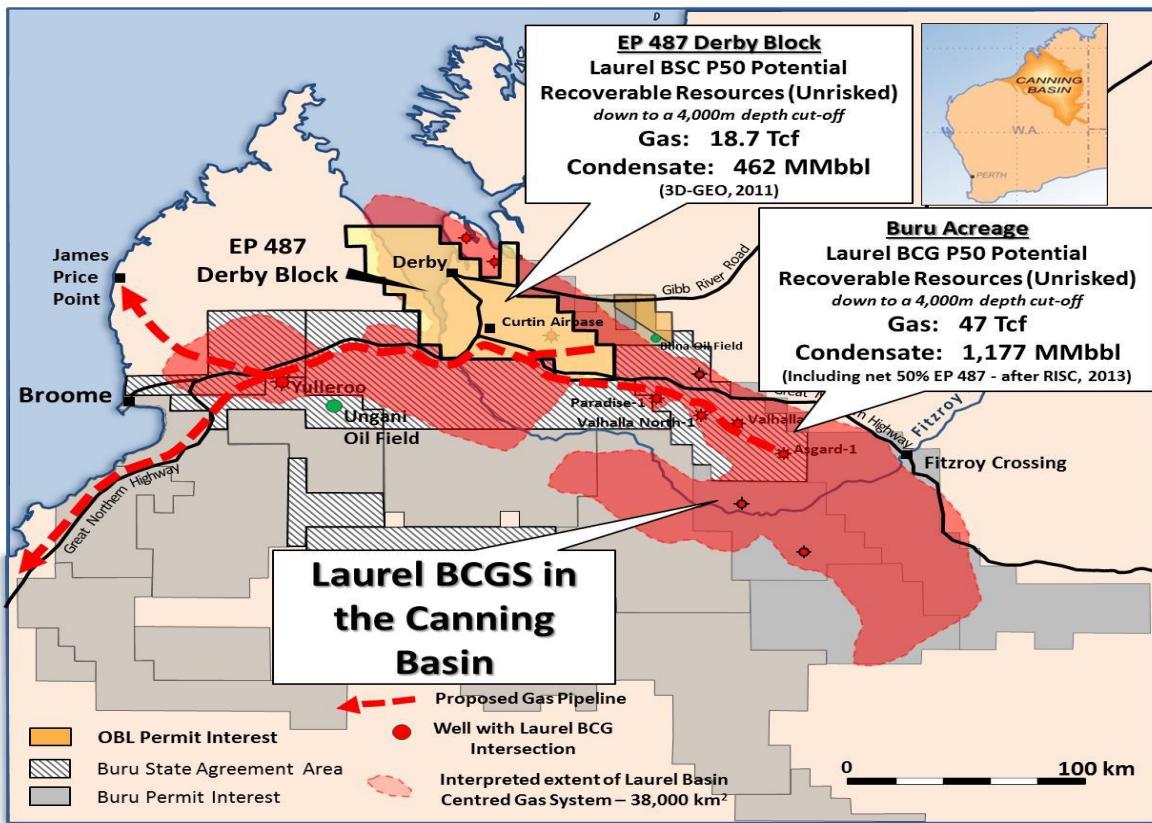 D
EP 487 Derby Block
Laurel BSC P50 Potential
Recoverable Resources (Unrisked)
down to a 4,000m depth cut-off
Gas: 18.7 Tcf
Condensate: 462 MMbbl
(3D-GEO, 2011)
CANNING
BASIN
W.A.
PERTH
Buru Acreage
Laurel BCG P50 Potential
Recoverable Resources (Unrisked)
down to a 4,000m depth cut-off
Gas: 47 Tcf
Condensate: 1,177 MMbbl
(Including net 50% EP 487 - after RISC, 2013)
James
Price
Point
EP 487
Derby Block
Derby
Gibb River Road
Curtin Airbase
Blina Oil Field
Broome
Yulleroo
Ungani
Oil Field
Paradise-1
Valhalla North-1
Valhalla
Asgard-1
Great
Highway
Fitzroy
Fitzroy Crossing
Great Northern Highway
Laurel BCGS in
the Canning
Basin
Proposed Gas Pipeline
Well with Laurel BCG
Intersection
Interpreted extent of Laurel Basin
Centred Gas System – 38,000 km²
OBL Permit Interest
Buru State Agreement Area
Buru Permit Interest
0 100 km